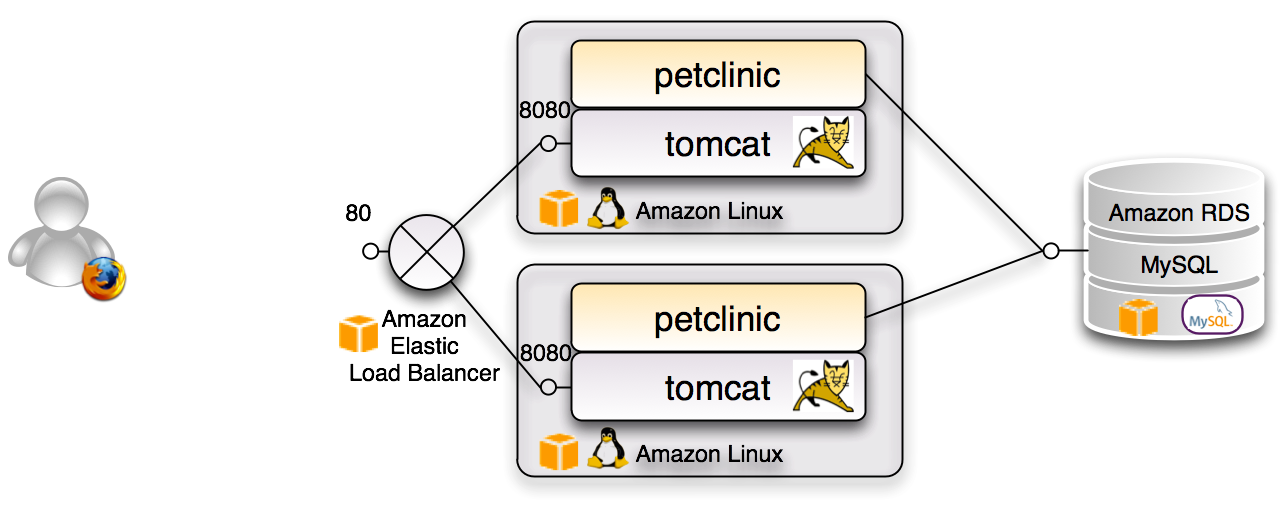 petclinic
8080
tomcat
Amazon Linux
80
Amazon
Elastic
Load Balancer
petclinic
8080
tomcat
Amazon Linux
Amazon RDS
MySQL
MySQL